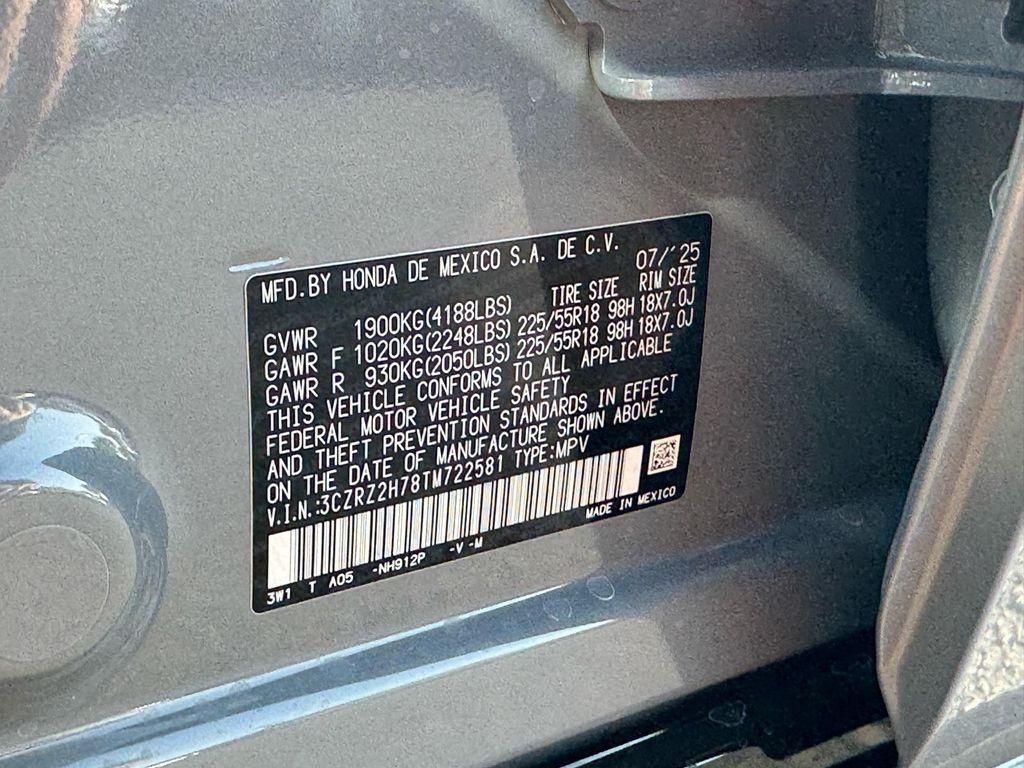 MFD.BY HONDA DE MEXICO S.A. DE C.V. 07/'25
TIRE SIZE RIM SIZE
GVWR 1900KG(4188LBS)
GAWR F 1020KG(2248LBS) 225/55R18 98H 18X7.0J
GAWR R 930KG(2050LBS) 225/55R18 98H 18X7.0J
THIS VEHICLE CONFORMS TO ALL APPLICABLE
FEDERAL MOTOR VEHICLE SAFETY
AND THEFT PREVENTION STANDARDS IN EFFECT
ON THE DATE OF MANUFACTURE SHOWN ABOVE.
V.I.N.:3CZRZ2H78TM722581 TYPE:MPV
MADE IN MEXICO
3W1 T A05 -NH912P -V -M